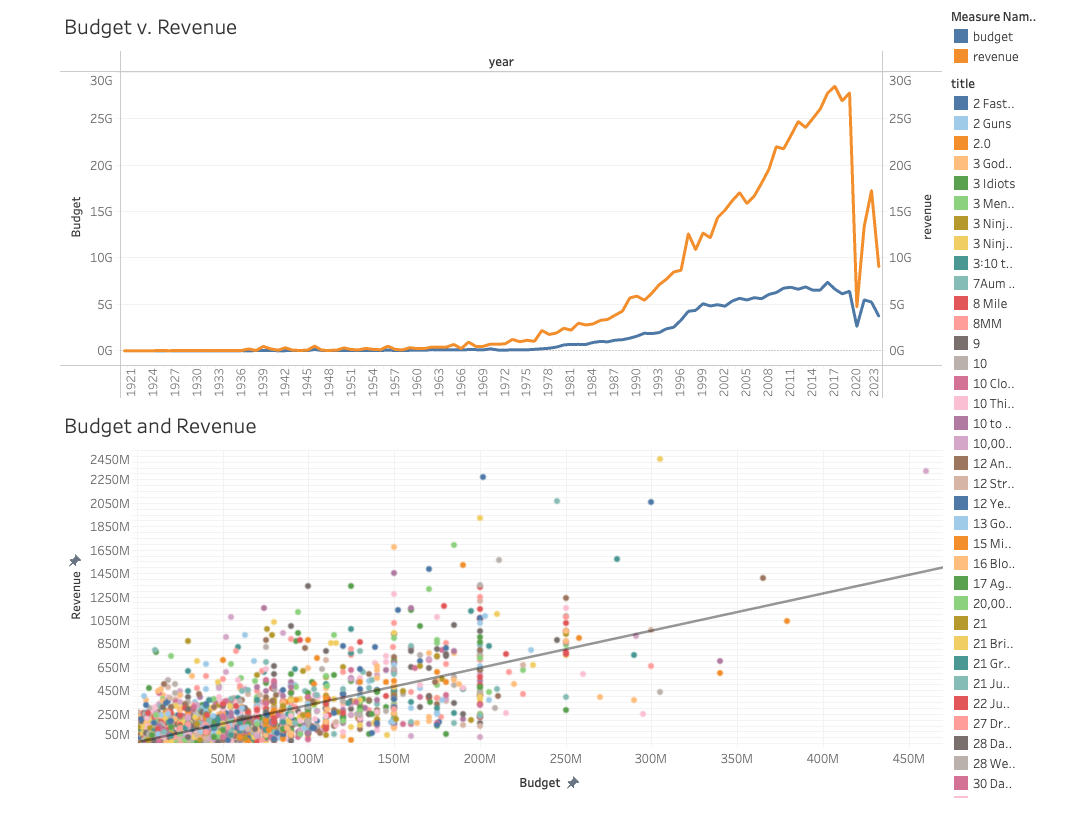 Budget v. Revenue
year
30G
25G
20G
15G
10G
5G
0G
Budget
30G
25G
20G
15G
10G
5G
0G
revenue
1921
1924
1927
1930
1933
1936
1939
1942
1945
1948
1951
1954
1957
1960
1963
1966
1969
1972
1975
1978
1981
1984
1987
1990
1993
1996
1999
2002
2005
2008
2011
2014
2017
2020
2023
Budget and Revenue
2450M
2250M
2050M
1850M
1650M
1450M
1250M
1050M
850M
650M
450M
250M
50M
Revenue
50M
100M
150M
200M
250M
300M
350M
400M
450M
Budget
Measure Nam..
budget
revenue
title
2 Fast..
2 Guns
2.0
3 God..
3 Idiots
3 Men..
3 Ninj..
3 Ninj..
3:10 t..
7Aum ..
8 Mile
8MM
9
10
10 Clo..
10 Thi..
10 to ..
10,00..
12 An..
12 Str..
12 Ye..
13 Go..
15 Mi..
16 Blo..
17 Ag..
20,00..
21
21 Bri..
21 Gr..
21 Ju..
22 Ju..
27 Dr..
28 Da..
28 We..
30 Da..